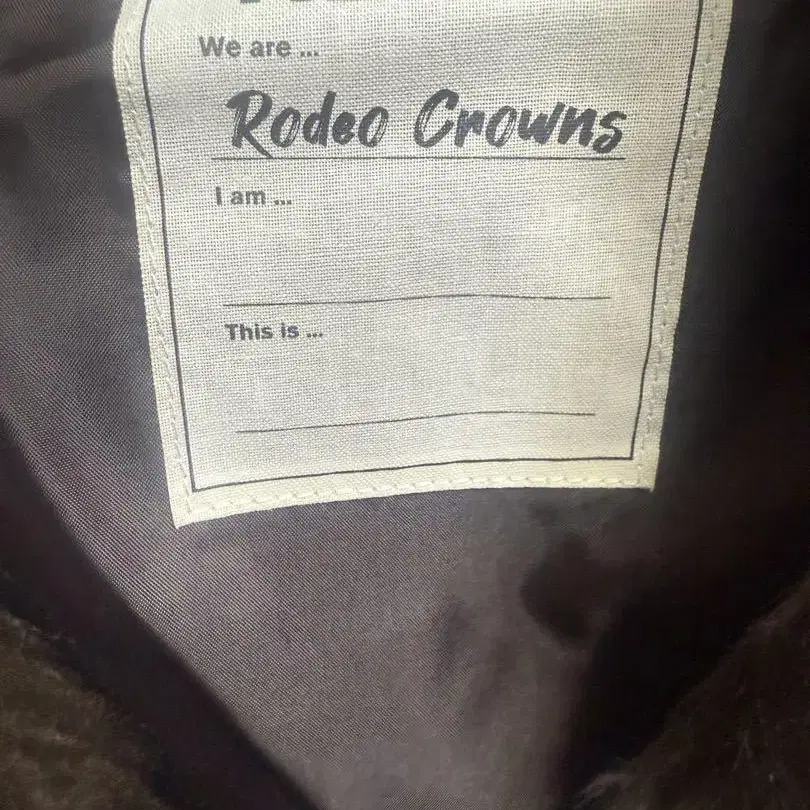 We are ...
Rodeo Crowns
I am ...
This is ...